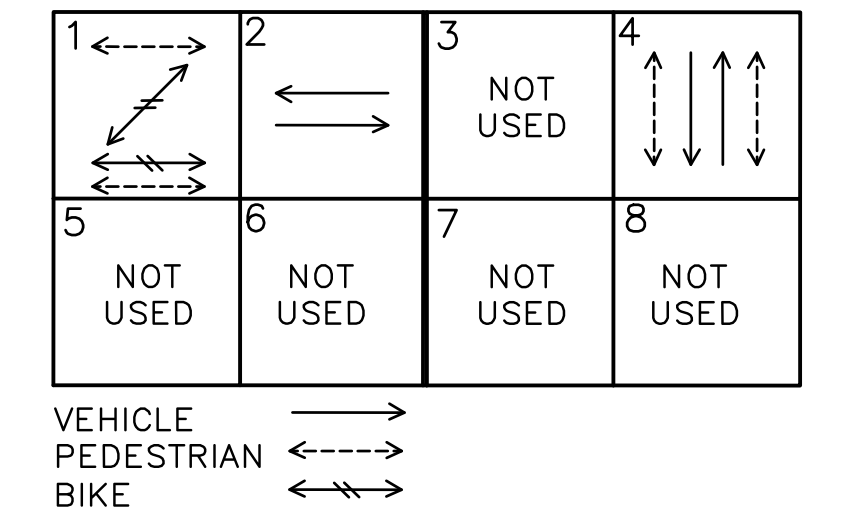 1
2
3
NOT
USED
4
5
NOT
USED
6
NOT
USED
7
NOT
USED
8
NOT
USED
VEHICLE
PEDESTRIAN
BIKE